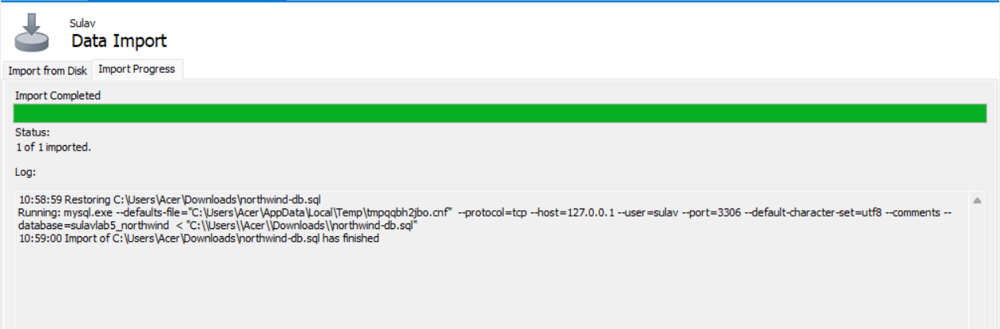 Sulav
Data Import
Import from Disk Import Progress
Import Completed
Status:
1 of 1 imported.
Log:
10:58:59 Restoring C:\Users\Acer\Downloads\northwind-db.sql
Running: mysql.exe --defaults-file="C:\Users\Acer\AppData\Local\Temp\tmpqqbh2jbo.cnf"  --protocol=tcp --host=127.0.0.1 --user=sulav --port=3306 --default-character-set=utf8 --comments --
database=sulavlab5_northwind  < "C:\\Users\\Acer\\Downloads\\northwind-db.sql"
10:59:00 Import of C:\Users\Acer\Downloads\northwind-db.sql has finished